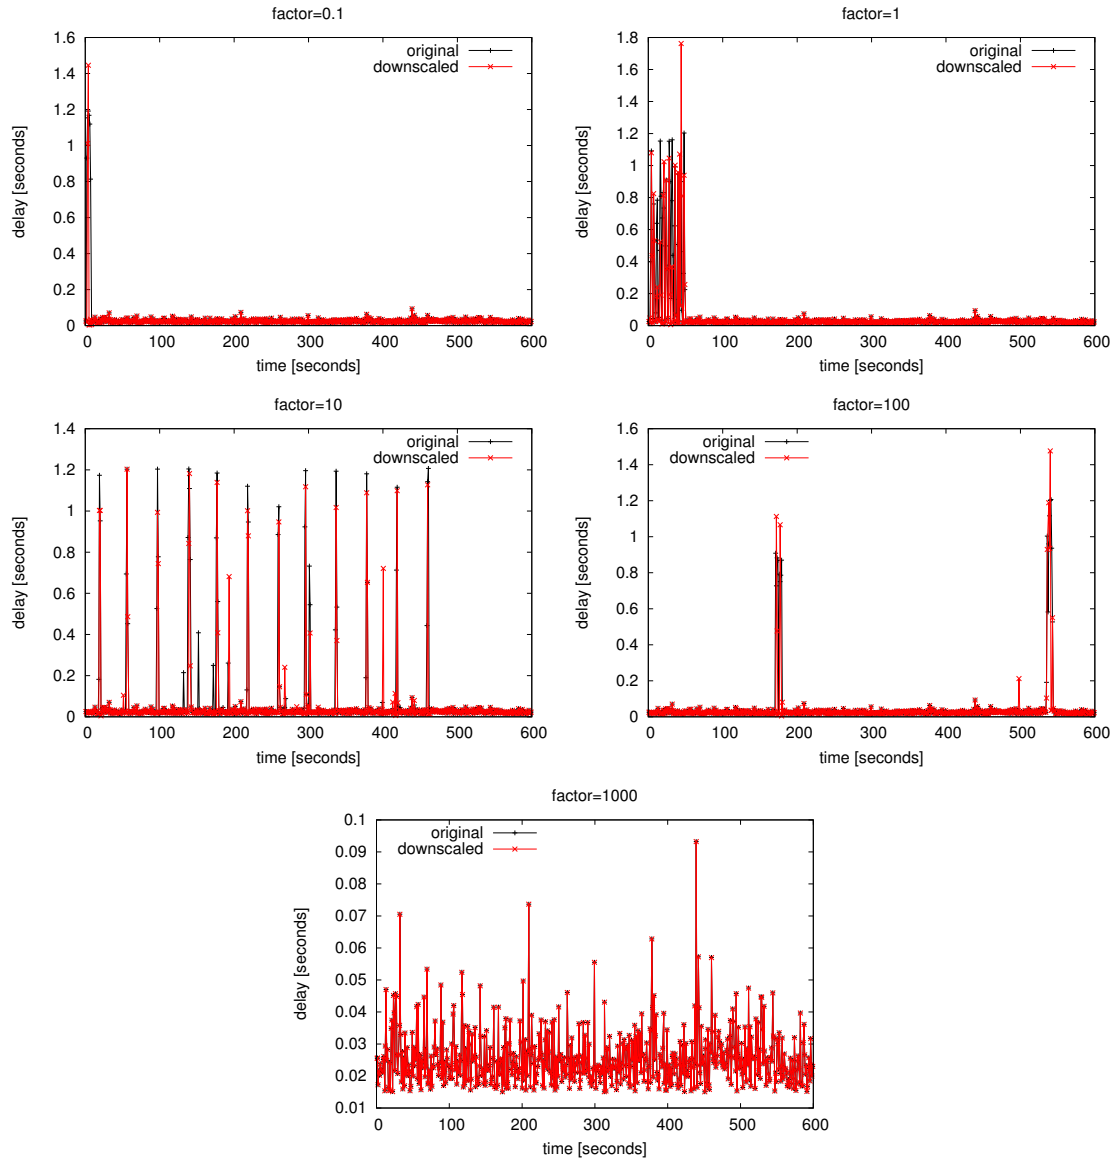 factor=0.1
1.6
1.4
1.2
1
0.8
0.6
0.4
0.2
0
delay [seconds]
original
downscaled
0 100 200 300 400 500 600
time [seconds]
factor=1
1.8
1.6
1.4
1.2
1
0.8
0.6
0.4
0.2
0
delay [seconds]
original
downscaled
0 100 200 300 400 500 600
time [seconds]
factor=10
1.4
1.2
1
0.8
0.6
0.4
0.2
0
delay [seconds]
original
downscaled
0 100 200 300 400 500 600
time [seconds]
factor=100
1.6
1.4
1.2
1
0.8
0.6
0.4
0.2
0
delay [seconds]
original
downscaled
0 100 200 300 400 500 600
time [seconds]
factor=1000
0.1
0.09
0.08
0.07
0.06
0.05
0.04
0.03
0.02
0.01
delay [seconds]
original
downscaled
0 100 200 300 400 500 600
time [seconds]